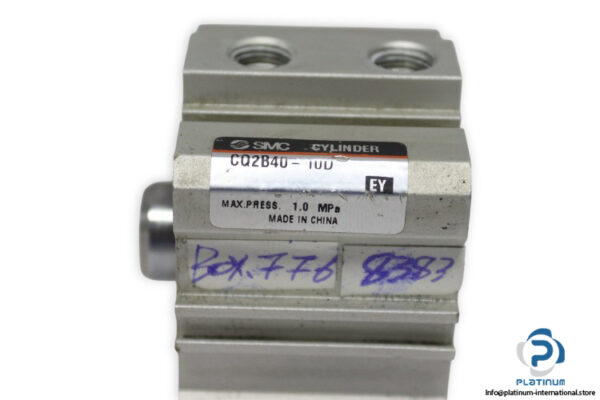 SMC CYLINDER
CQ2B40-10D
EY
MAX.PRESS. 1.0 MPa
MADE IN CHINA
Box.776 8383
PLATINUM
Info@platinum-international.store